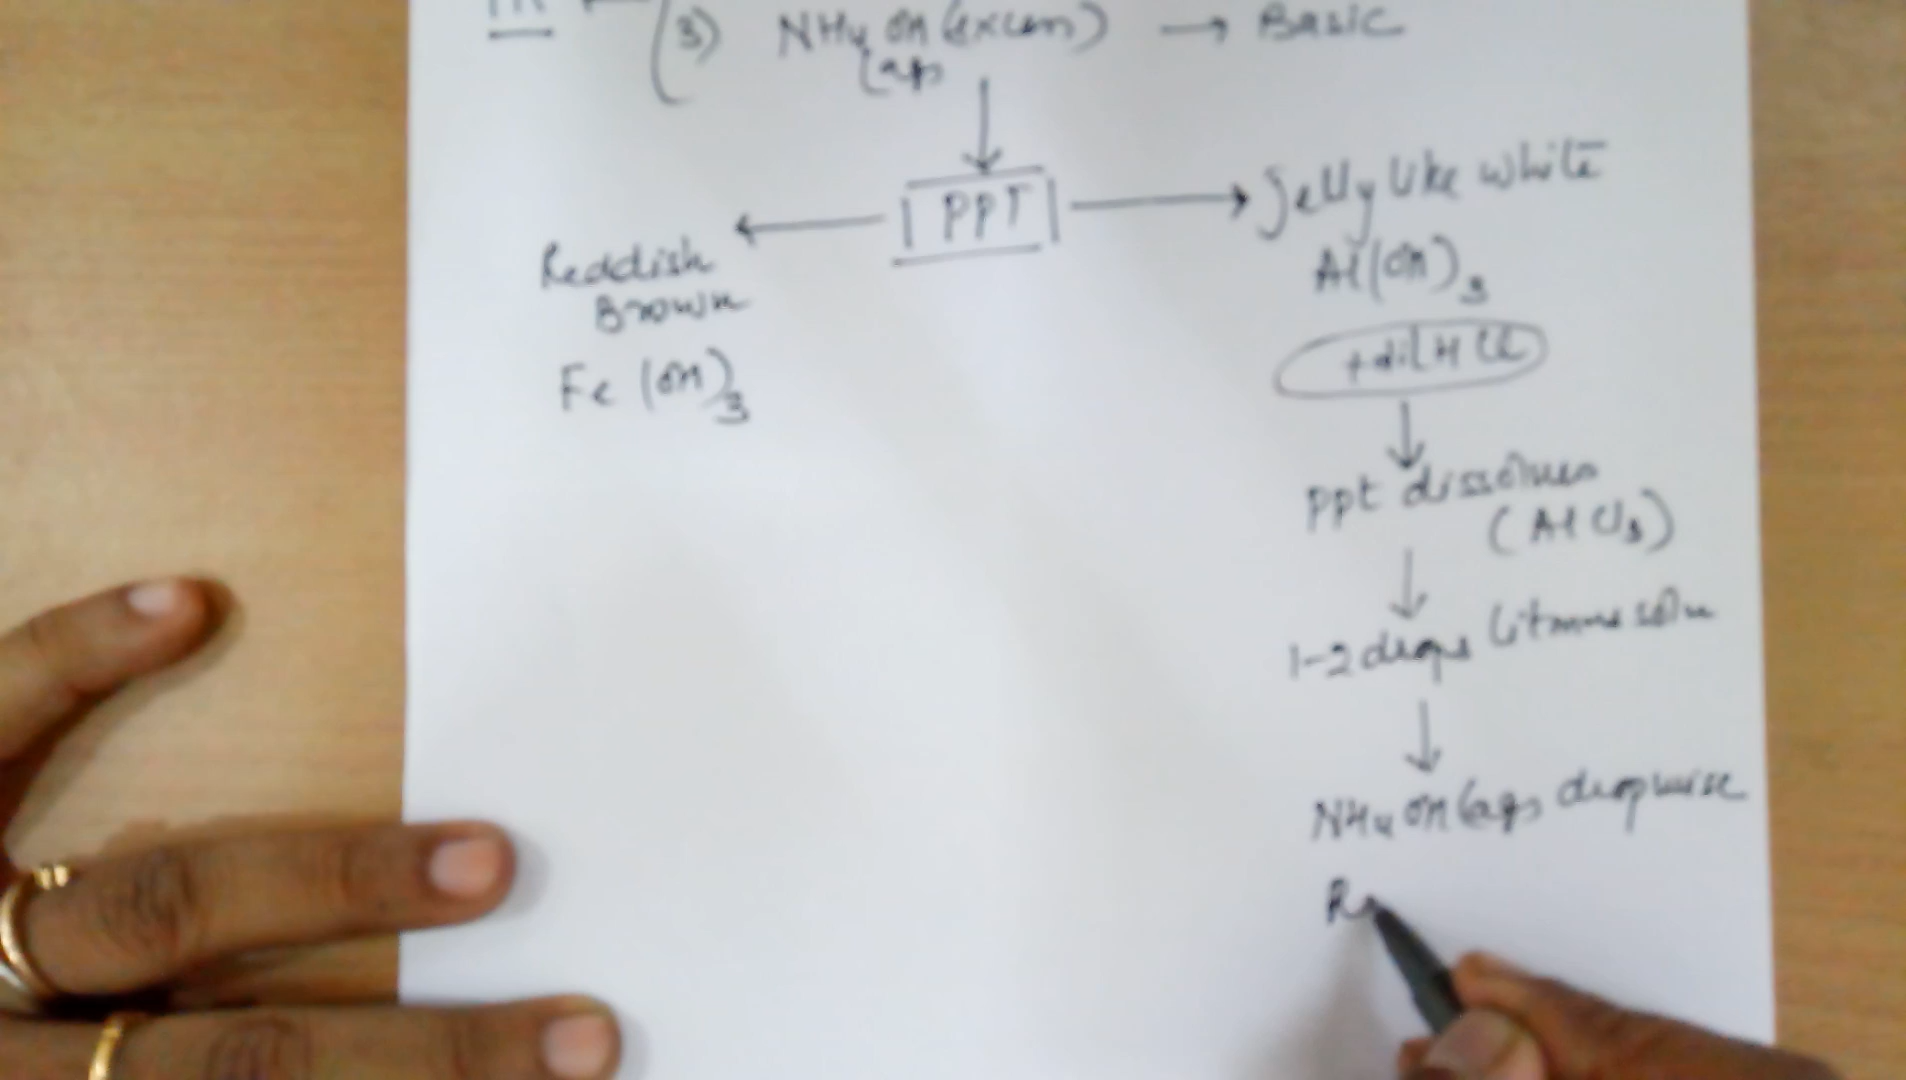 III
(3) NH4OH (excess) → BASIC
(aq)
PPT
Jelly like white
Al(OH)3
Reddish
Brown
Fe (OH)3
+dil HCl
ppt dissolves
(AlCl3)
1-2 drops litmus soln
NH4OH (aq) dropwise